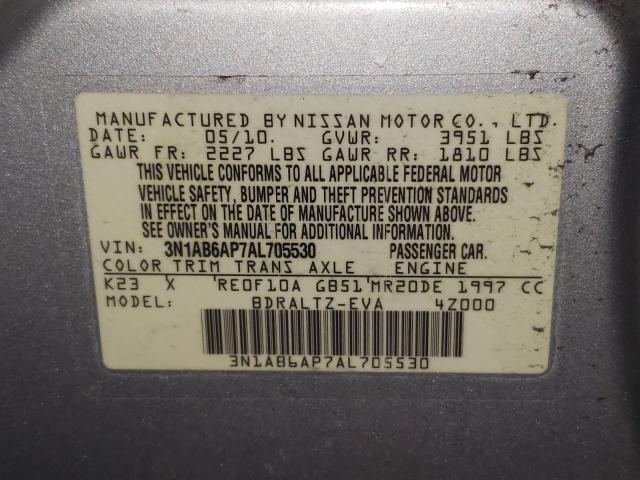 MANUFACTURED BY NISSAN MOTOR CO., LTD.
DATE: 05/10. GVWR: 3951 LBS
GAWR FR: 2227 LBS GAWR RR: 1810 LBS
THIS VEHICLE CONFORMS TO ALL APPLICABLE FEDERAL MOTOR
VEHICLE SAFETY, BUMPER AND THEFT PREVENTION STANDARDS
IN EFFECT ON THE DATE OF MANUFACTURE SHOWN ABOVE.
SEE OWNER'S MANUAL FOR ADDITIONAL INFORMATION.
VIN: 3N1AB6AP7AL705530 PASSENGER CAR.
COLOR TRIM TRANS AXLE ENGINE
K23 X RE0F10A GB51 MR20DE 1997 CC
MODEL: BDRALTZ-EVA 4Z000
3N1AB6AP7AL705530